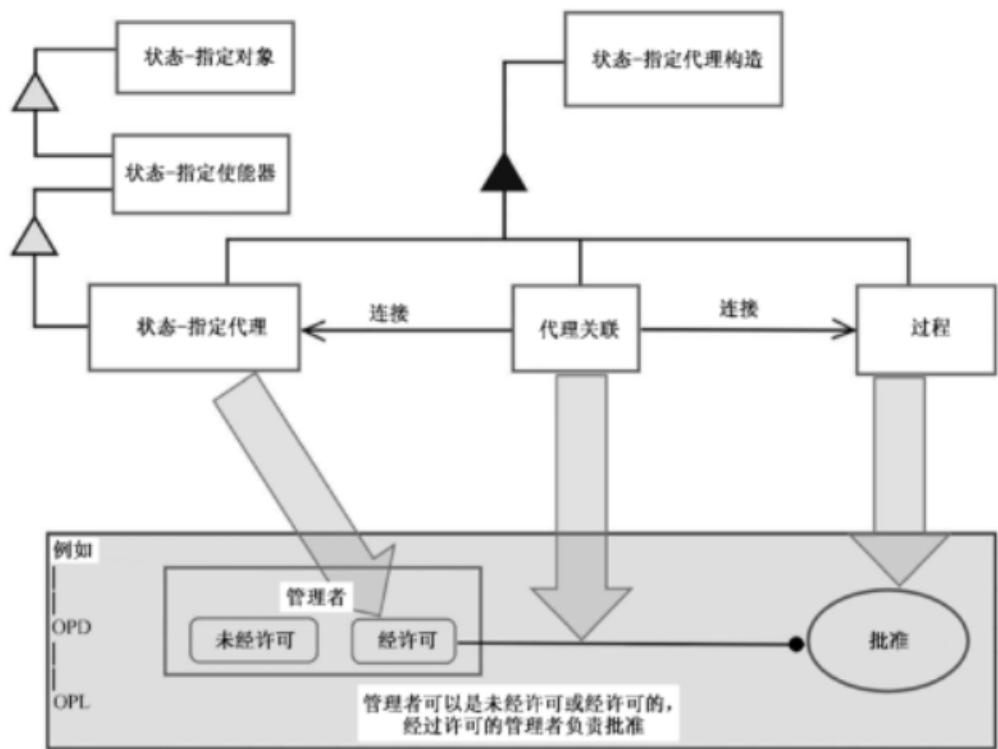 状态-指定对象
状态-指定代理构造
状态-指定使能器
状态-指定代理
连接
代理关联
连接
过程
例如
管理者
OPD
未经许可
经许可
批准
OPL
管理者可以是未经许可或经许可的，
经过许可的管理者负责批准